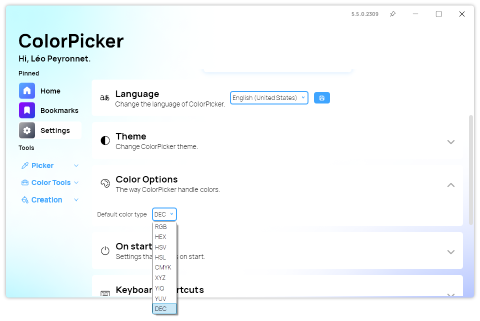 5.5.0.2309
ColorPicker
Hi, Léo Peyronnet.
Pinned
Home
Bookmarks
Settings
Tools
Picker
Color Tools
Creation
Language
Change the language of ColorPicker.
English (United States)
Theme
Change ColorPicker theme.
Color Options
The way ColorPicker handle colors.
Default color type
DEC
RGB
HEX
HSV
HSL
CMYK
XYZ
YIQ
YUV
DEC
On start
Settings tha
on start.
Keyboa
rtcuts